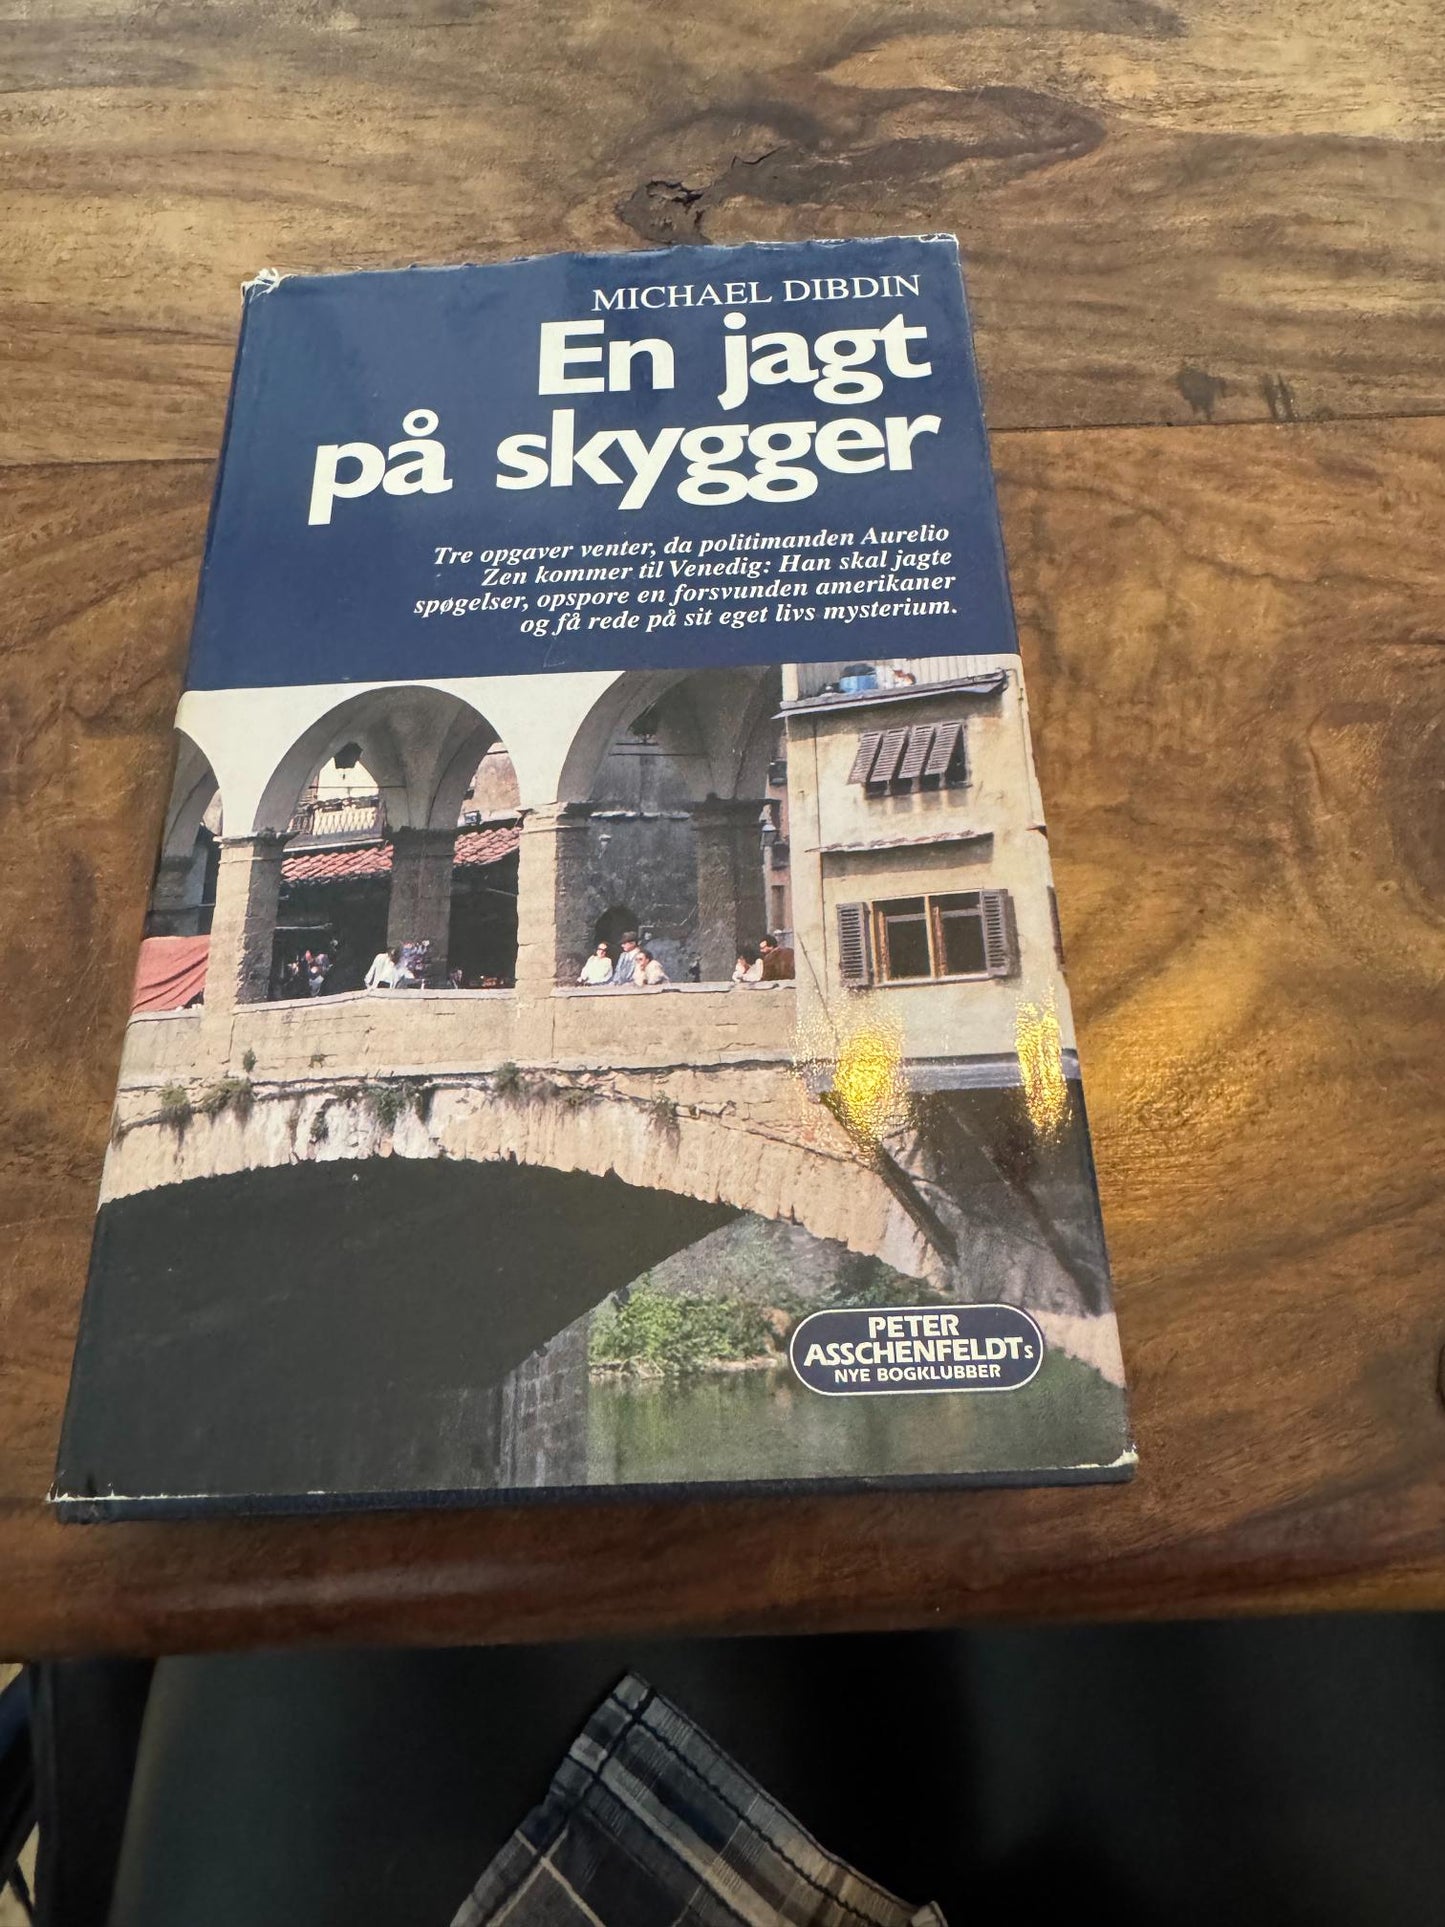 MICHAEL DIBDIN
En jagt
på skygger
Tre opgaver venter, da politimanden Aurelio
Zen kommer til Venedig: Han skal jagte
spøgelser, opspore en forsvunden amerikaner
og få rede på sit eget livs mysterium.
PETER
ASSCHENFELDTs
NYE BOGKLUBBER